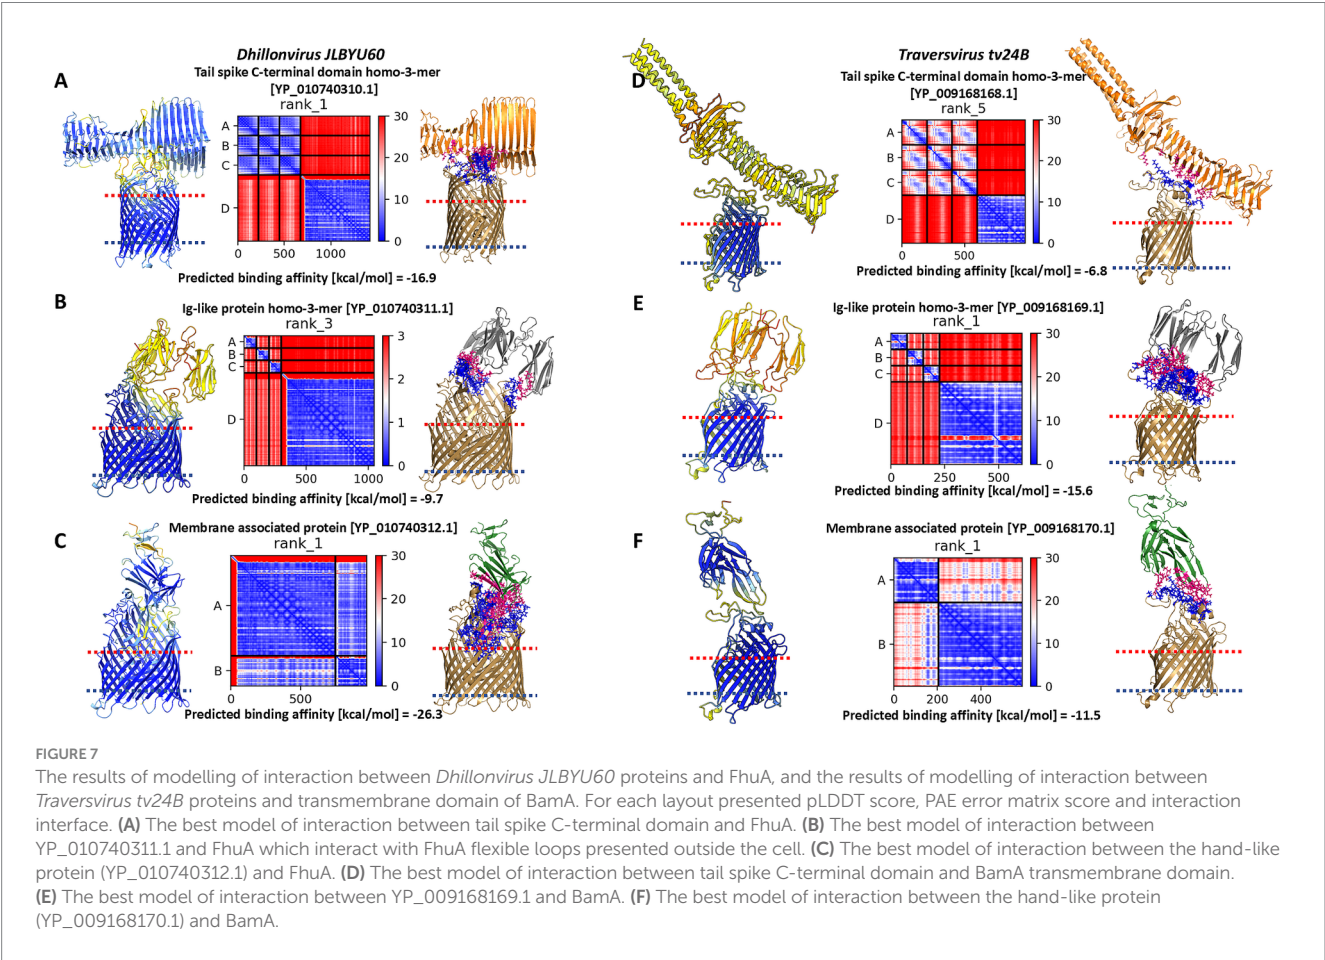 Dhillonvirus JLBYU60
A
Tail spike C-terminal domain homo-3-mer
[YP_010740310.1]
rank_1
A
B
C
D
0
500
1000
30
20
10
0
Predicted binding affinity [kcal/mol] = -16.9
B
Ig-like protein homo-3-mer [YP_010740311.1]
rank_3
A
B
C
D
0
500
1000
3
2
1
0
Predicted binding affinity [kcal/mol] = -9.7
C
Membrane associated protein [YP_010740312.1]
rank_1
A
B
0
500
30
20
10
0
Predicted binding affinity [kcal/mol] = -26.3
Traversvirus tv24B
D
Tail spike C-terminal domain homo-3-mer
[YP_009168168.1]
rank_5
A
B
C
D
0
500
30
20
10
0
Predicted binding affinity [kcal/mol] = -6.8
E
Ig-like protein homo-3-mer [YP_009168169.1]
rank_1
A
B
C
D
0
250
500
30
20
10
0
Predicted binding affinity [kcal/mol] = -15.6
F
Membrane associated protein [YP_009168170.1]
rank_1
A
B
0
200
400
30
20
10
0
Predicted binding affinity [kcal/mol] = -11.5
FIGURE 7
The results of modelling of interaction between Dhillonvirus JLBYU60 proteins and FhuA, and the results of modelling of interaction between
Traversvirus tv24B proteins and transmembrane domain of BamA. For each layout presented pLDDT score, PAE error matrix score and interaction
interface. (A) The best model of interaction between tail spike C-terminal domain and FhuA. (B) The best model of interaction between
YP_010740311.1 and FhuA which interact with FhuA flexible loops presented outside the cell. (C) The best model of interaction between the hand-like
protein (YP_010740312.1) and FhuA. (D) The best model of interaction between tail spike C-terminal domain and BamA transmembrane domain.
(E) The best model of interaction between YP_009168169.1 and BamA. (F) The best model of interaction between the hand-like protein
(YP_009168170.1) and BamA.